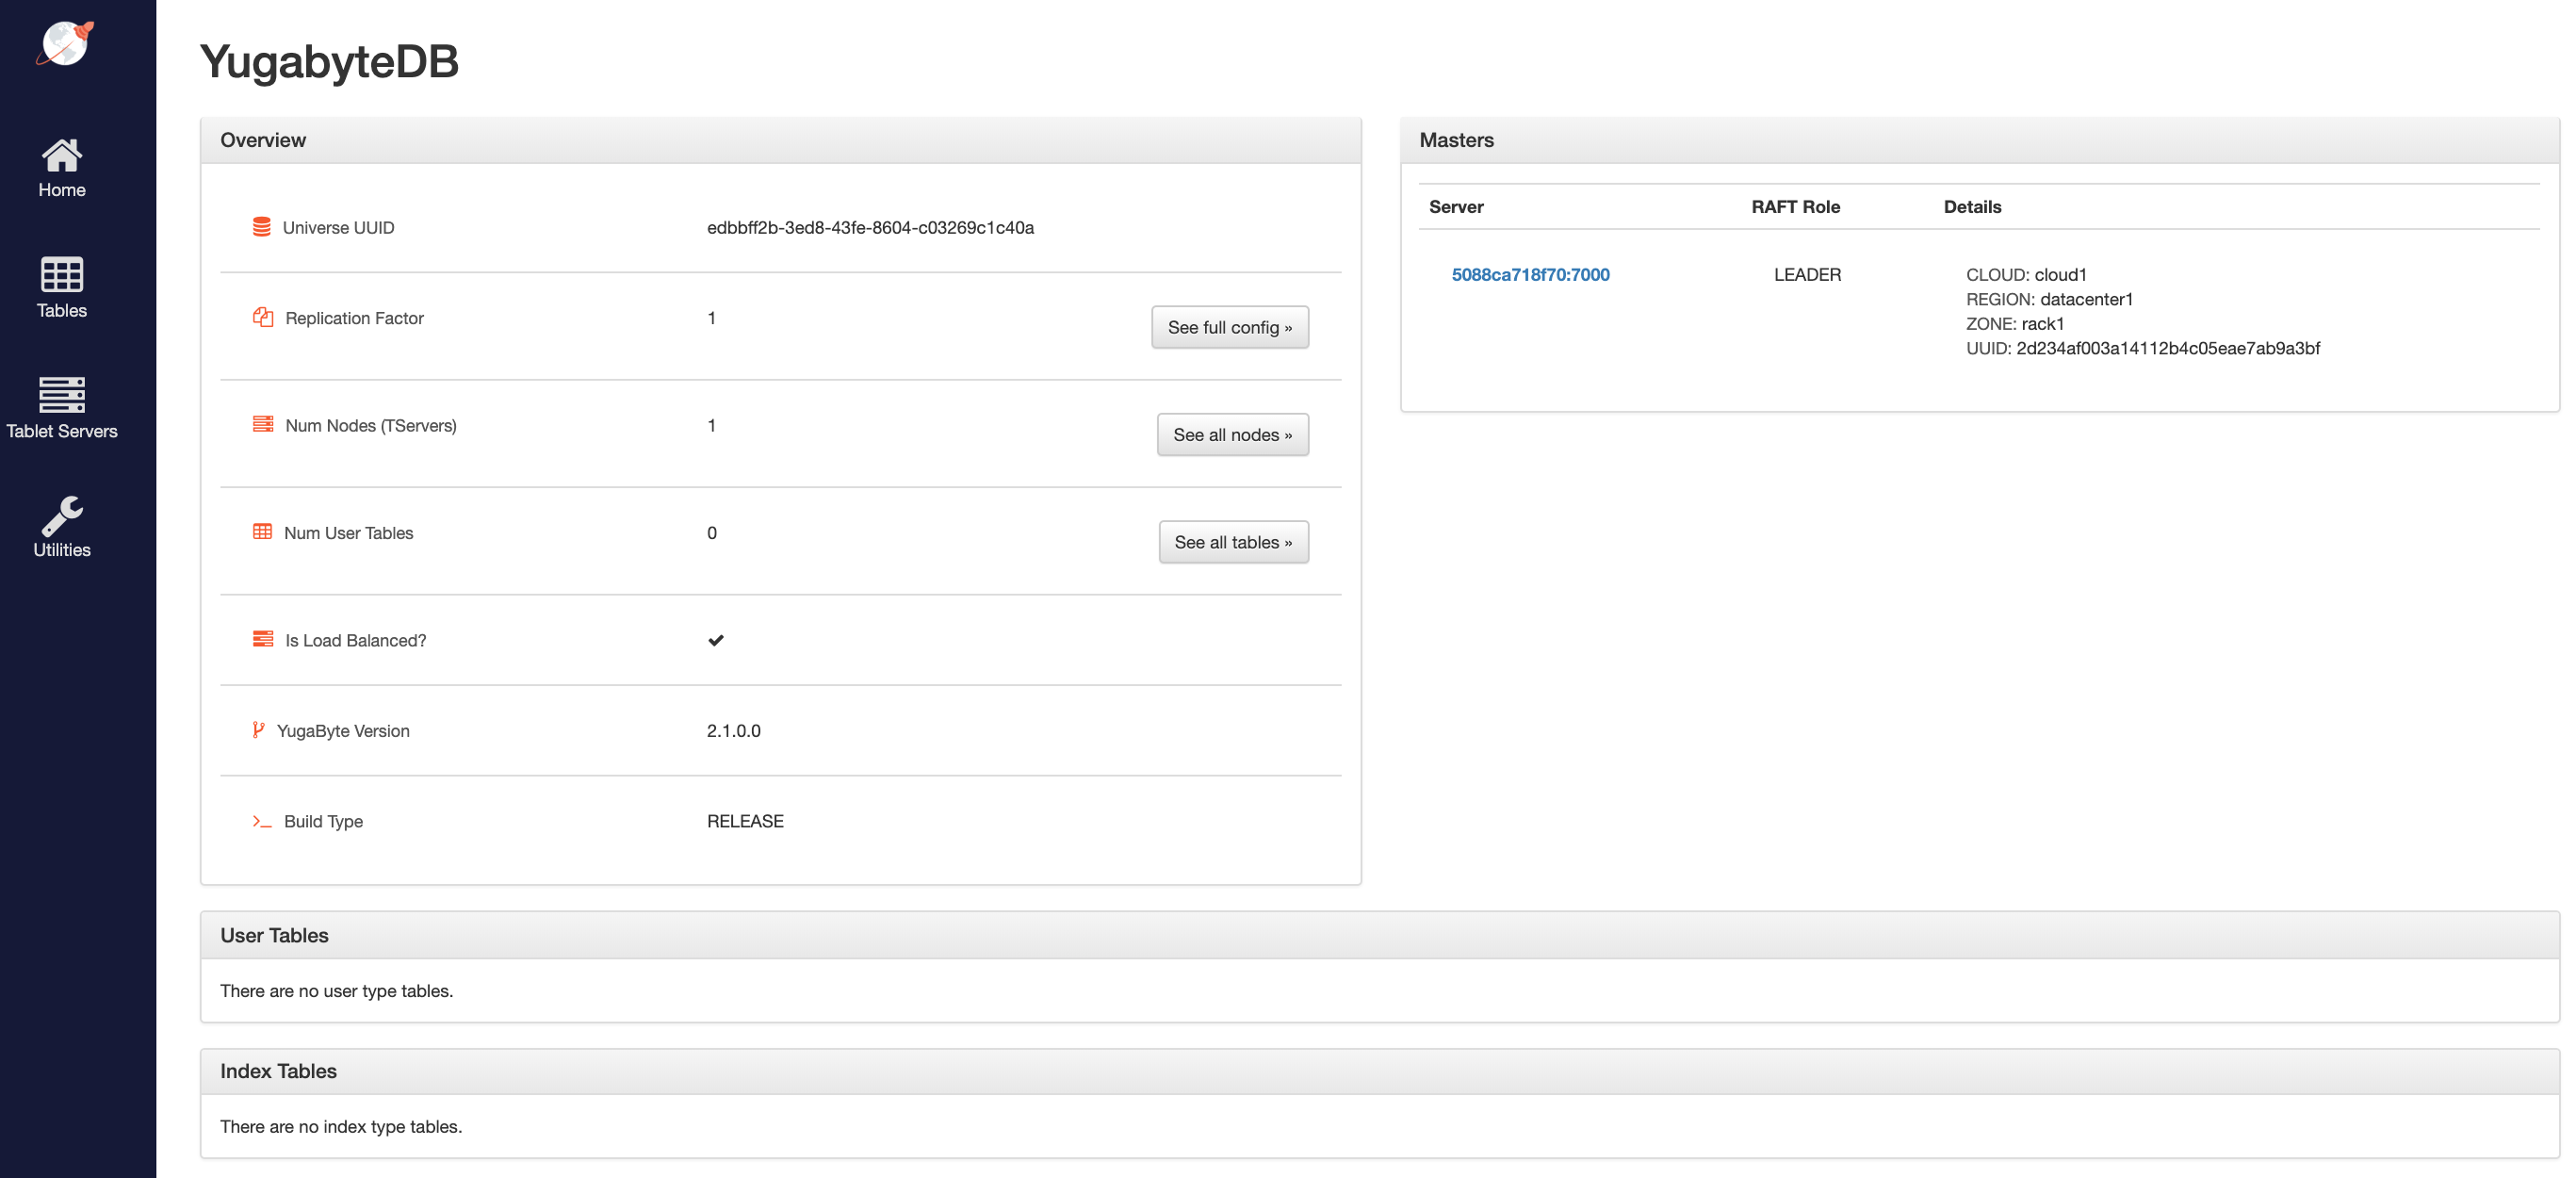 YugabyteDB
Home
Tables
Tablet Servers
Utilities
Overview
Universe UUID edbbff2b-3ed8-43fe-8604-c03269c1c40a
Replication Factor 1 See full config »
Num Nodes (TServers) 1 See all nodes »
Num User Tables 0 See all tables »
Is Load Balanced? ✔
YugaByte Version 2.1.0.0
Build Type RELEASE
Masters
Server RAFT Role Details
5088ca718f70:7000 LEADER CLOUD: cloud1
REGION: datacenter1
ZONE: rack1
UUID: 2d234af003a14112b4c05eae7ab9a3bf
User Tables
There are no user type tables.
Index Tables
There are no index type tables.